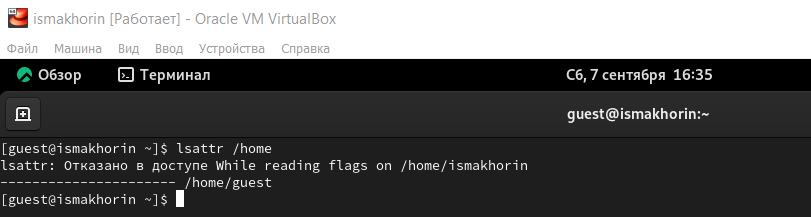 ismakhorin [Работает] - Oracle VM VirtualBox
Файл Машина Вид Ввод Устройства Справка
Обзор Терминал Сб, 7 сентября 16:35
guest@ismakhorin:~
[guest@ismakhorin ~]$ lsattr /home
lsattr: Отказано в доступе While reading flags on /home/ismakhorin
---------------------- /home/guest
[guest@ismakhorin ~]$